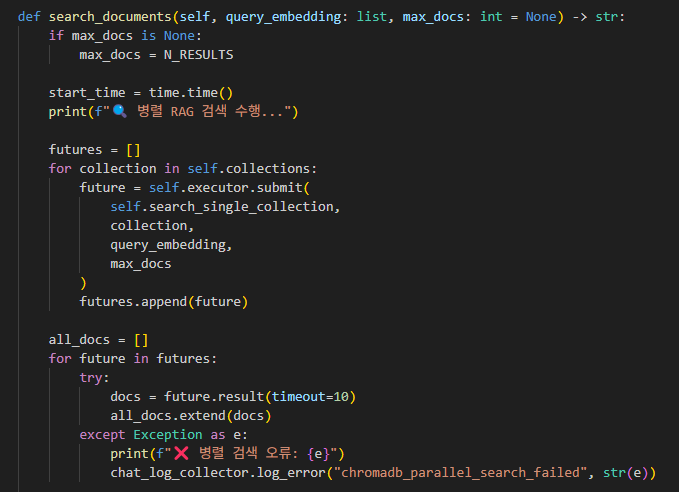 def search_documents(self, query_embedding: list, max_docs: int = None) -> str:
    if max_docs is None:
        max_docs = N_RESULTS

    start_time = time.time()
    print(f"🔍 병렬 RAG 검색 수행...")

    futures = []
    for collection in self.collections:
        future = self.executor.submit(
            self.search_single_collection,
            collection,
            query_embedding,
            max_docs
        )
        futures.append(future)

    all_docs = []
    for future in futures:
        try:
            docs = future.result(timeout=10)
            all_docs.extend(docs)
        except Exception as e:
            print(f"❌ 병렬 검색 오류: {e}")
            chat_log_collector.log_error("chromadb_parallel_search_failed", str(e))